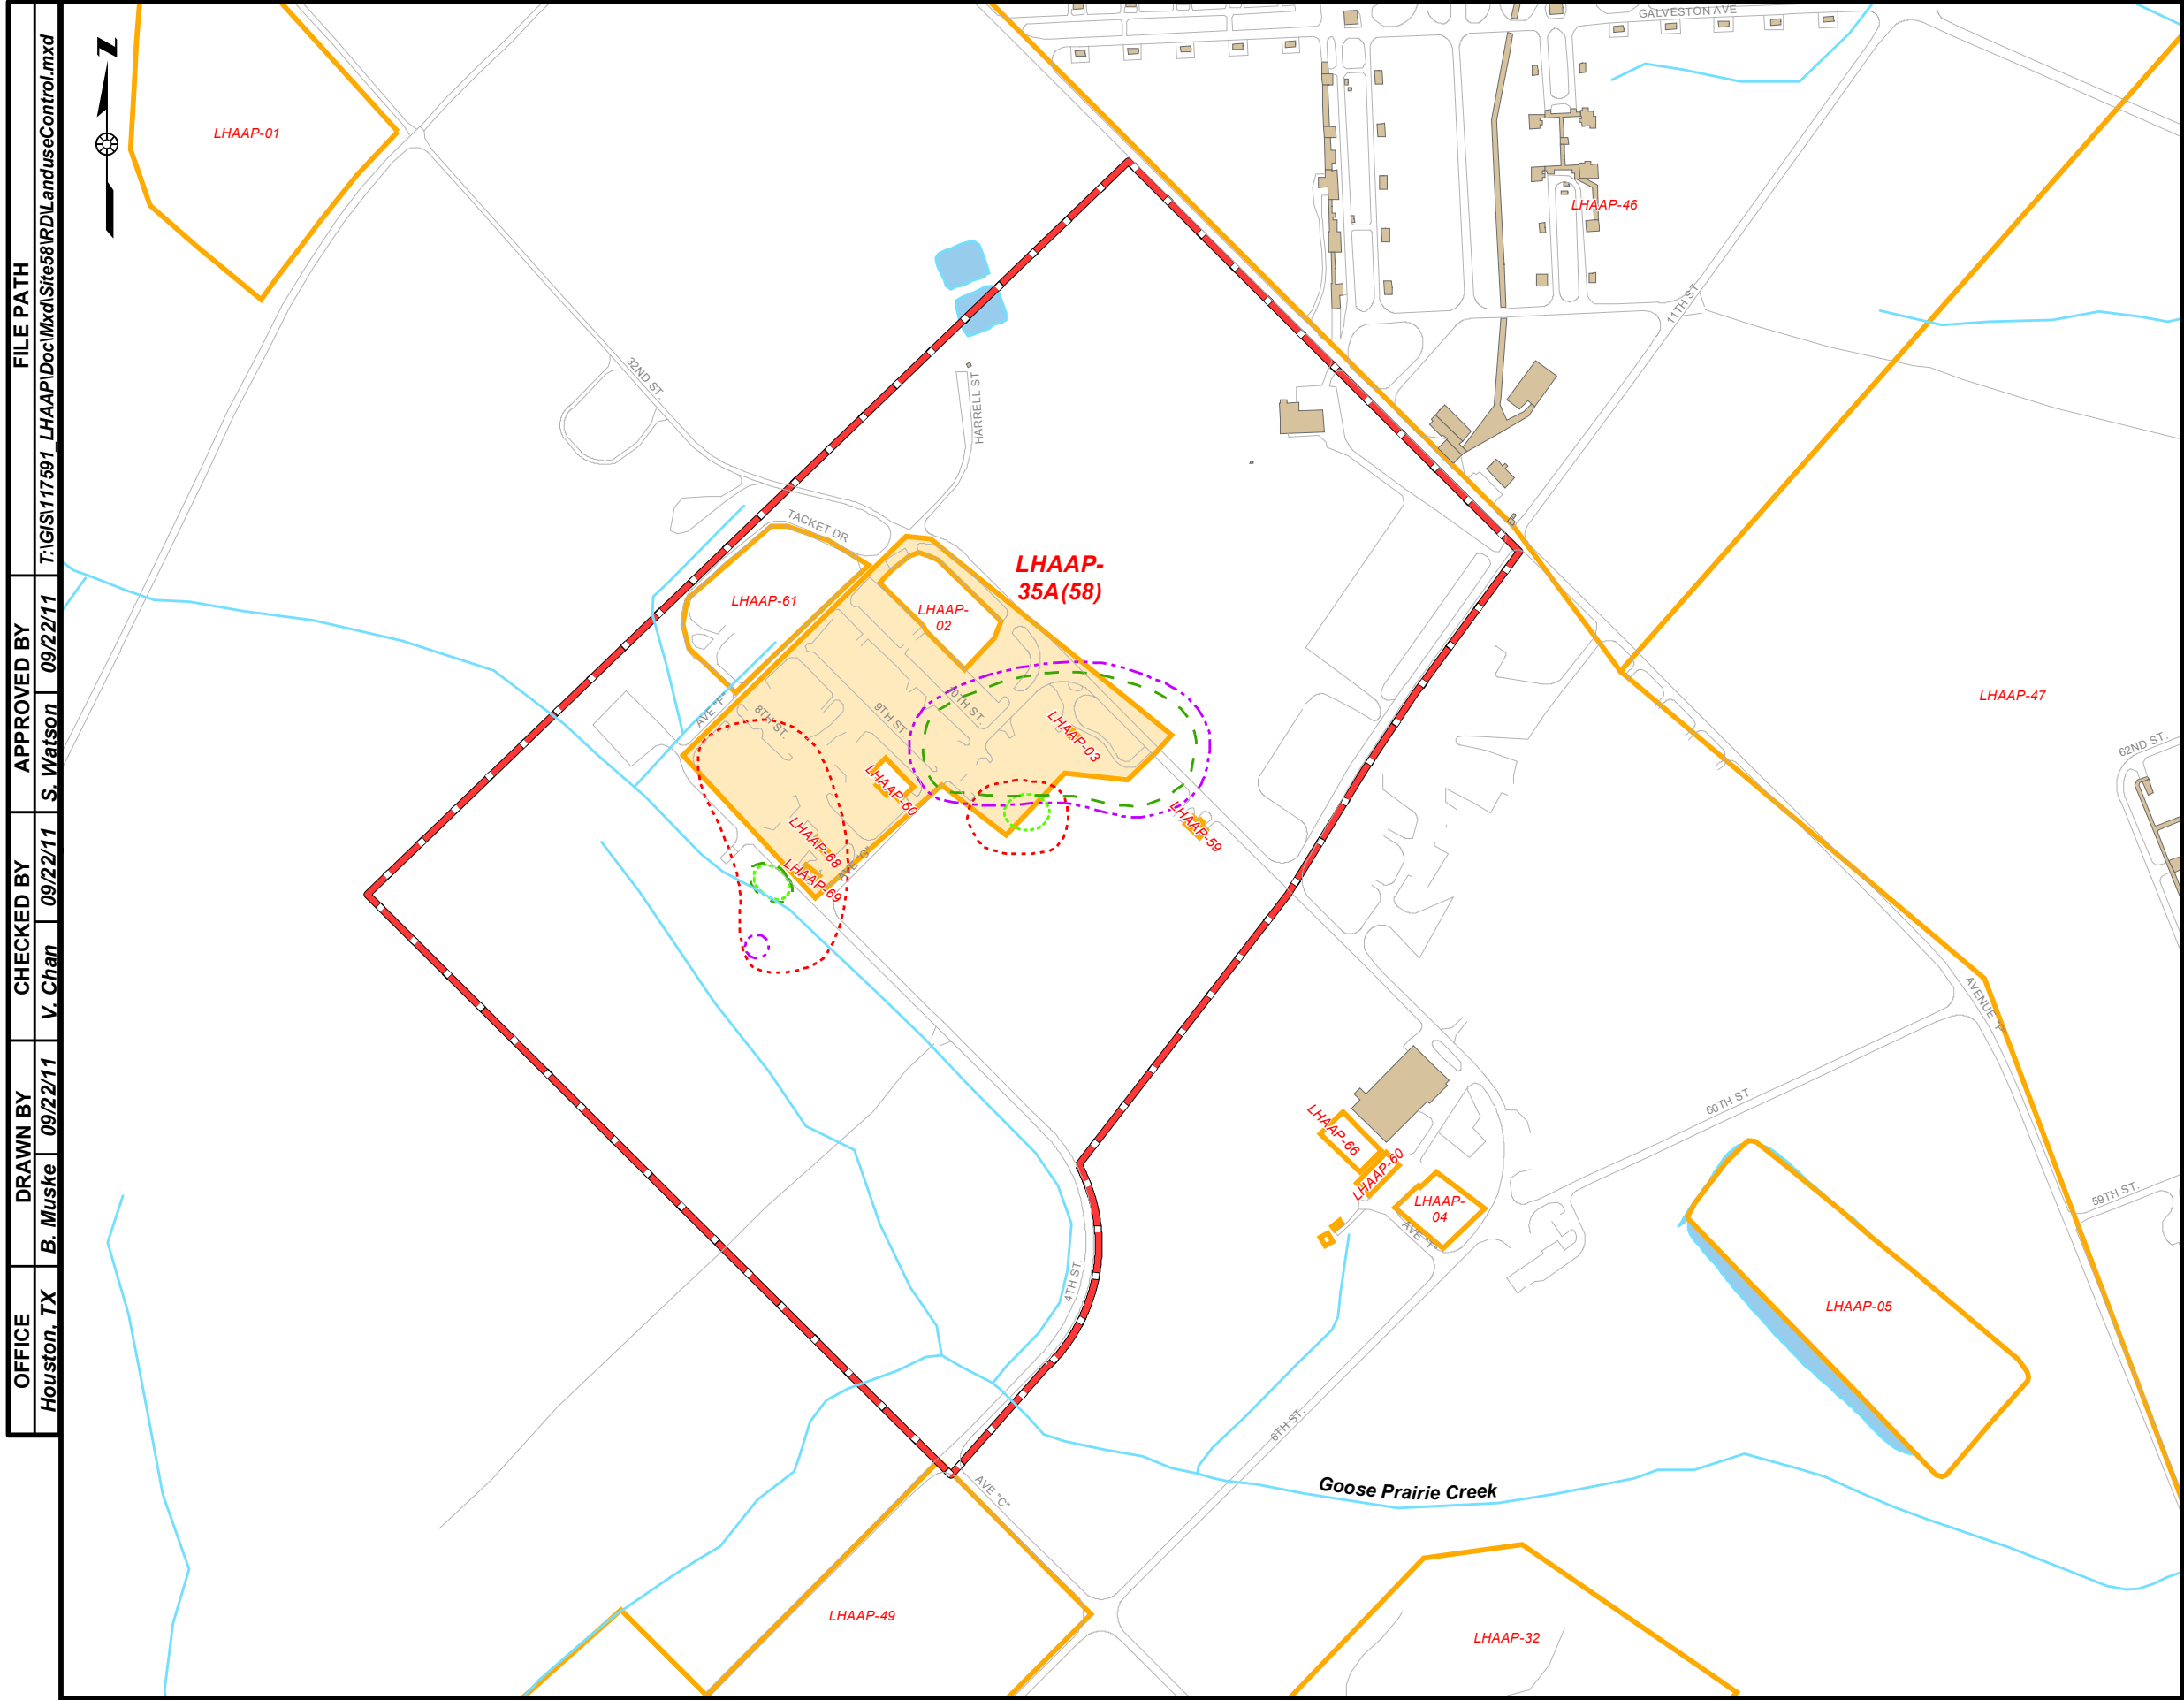 FILE PATH
T:\GIS\117591_LHAAP\Doc\Mxd\Site58\RD\LanduseControl.mxd
APPROVED BY
S. Watson 09/22/11
CHECKED BY
V. Chan 09/22/11
DRAWN BY
B. Muske 09/22/11
OFFICE
Houston, TX
N
LHAAP-01
GALVESTON AVE
LHAAP-46
11TH ST.
32ND ST.
HARRELL ST
TACKET DR
LHAAP-
35A(58)
LHAAP-61
LHAAP-
02
LHAAP-47
AVE "F"
8TH ST.
9TH ST.
10TH ST.
LHAAP-03
62ND ST.
LHAAP-60
LHAAP-59
LHAAP-68
LHAAP-69
AVE "G"
AVENUE "P"
60TH ST.
LHAAP-66
LHAAP-60
LHAAP-
04
AVE "I"
59TH ST.
4TH ST.
LHAAP-05
6TH ST.
AVE "C"
Goose Prairie Creek
LHAAP-49
LHAAP-32